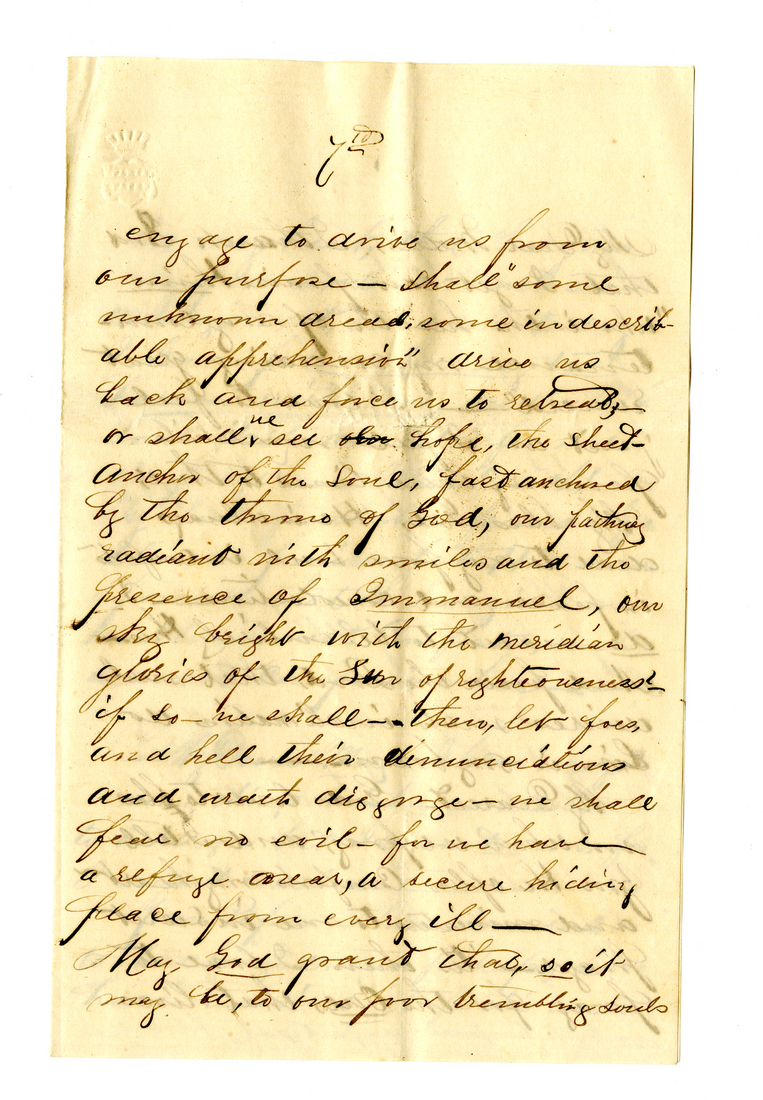 7th
engage to drive us from
our purpose — shall "some
unknown dread, some indescrib-
able apprehension" drive us
back and force us to retreat, —
or shall we see our hope, the sheet-
anchor of the soul, fast anchored
by the throne of God, our pathway
radiant with smiles and the
presence of Immanuel, our
sky bright with the meridian
glories of the Sun of righteousness —
if so — we shall — then, let foes,
and hell their dinunciations
and wrath disgorge — we shall
fear no evil — for we have
a refuge near, a secure hiding
place from every ill —
May God grant that, so it
may be, to our poor trembling souls